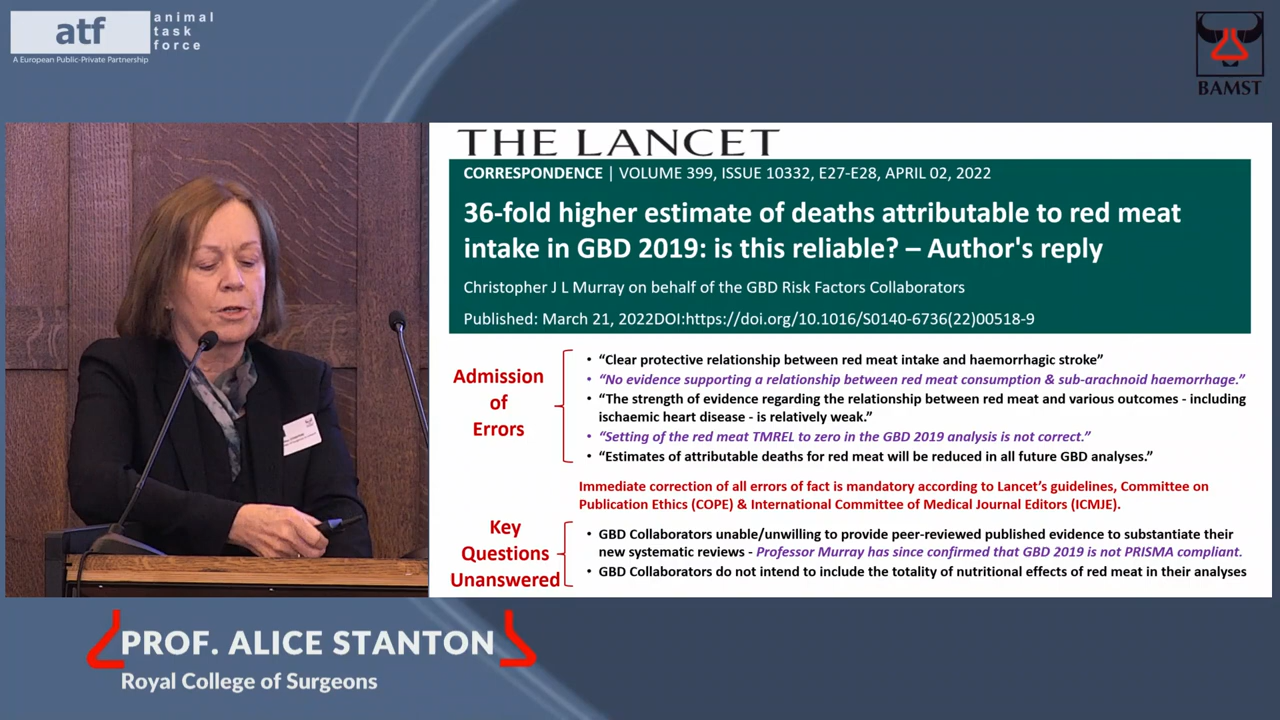 atf
animal
task
force
A European Public-Private Partnership
BAMST
THE LANCET
CORRESPONDENCE | VOLUME 399, ISSUE 10332, E27-E28, APRIL 02, 2022
36-fold higher estimate of deaths attributable to red meat
intake in GBD 2019: is this reliable? – Author's reply
Christopher J L Murray on behalf of the GBD Risk Factors Collaborators
Published: March 21, 2022DOI:https://doi.org/10.1016/S0140-6736(22)00518-9
Admission
of
Errors
• “Clear protective relationship between red meat intake and haemorrhagic stroke”
• “No evidence supporting a relationship between red meat consumption & sub-arachnoid haemorrhage.”
• “The strength of evidence regarding the relationship between red meat and various outcomes - including
ischaemic heart disease - is relatively weak.”
• “Setting of the red meat TMREL to zero in the GBD 2019 analysis is not correct.”
• “Estimates of attributable deaths for red meat will be reduced in all future GBD analyses.”
Immediate correction of all errors of fact is mandatory according to Lancet’s guidelines, Committee on
Publication Ethics (COPE) & International Committee of Medical Journal Editors (ICMJE).
Key
Questions
Unanswered
• GBD Collaborators unable/unwilling to provide peer-reviewed published evidence to substantiate their
new systematic reviews - Professor Murray has since confirmed that GBD 2019 is not PRISMA compliant.
• GBD Collaborators do not intend to include the totality of nutritional effects of red meat in their analyses
PROF. ALICE STANTON
Royal College of Surgeons